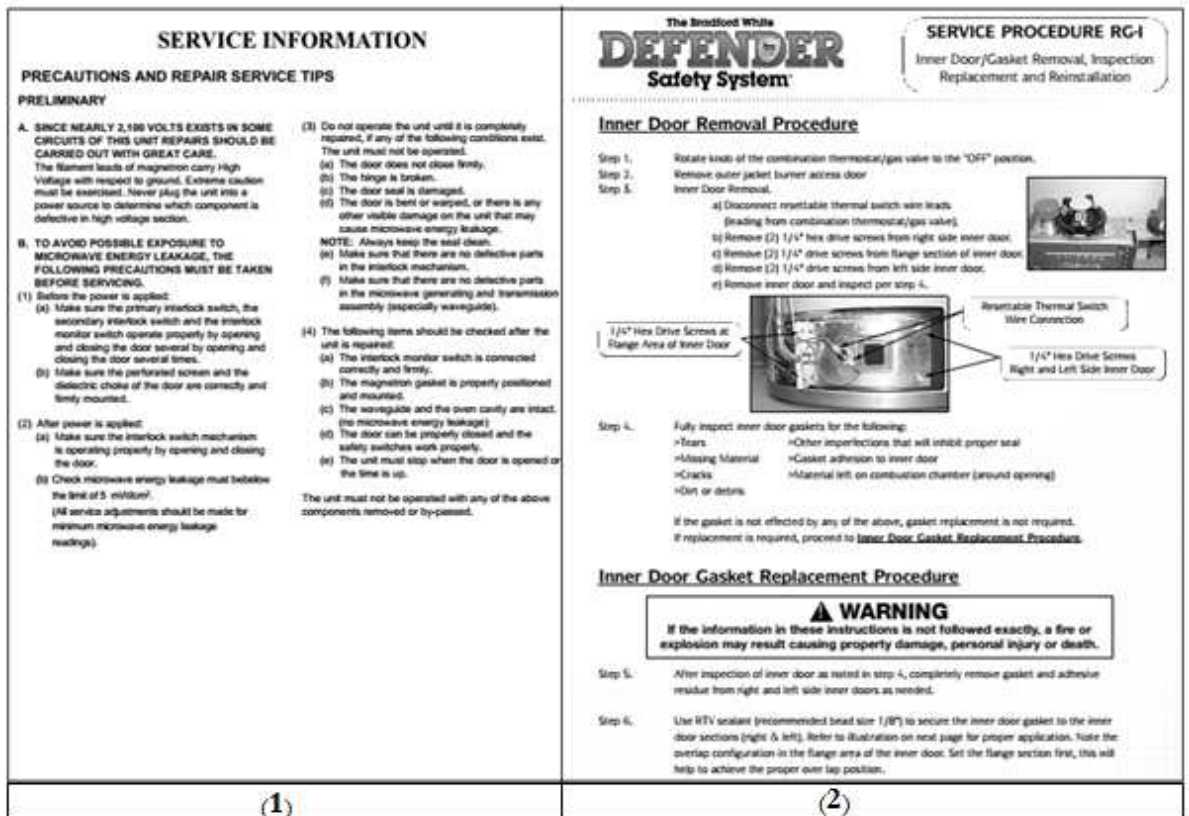 SERVICE INFORMATION
PRECAUTIONS AND REPAIR SERVICE TIPS
PRELIMINARY
A. SINCE NEARLY 2,100 VOLTS EXISTS IN SOME
CIRCUITS OF THIS UNIT REPAIRS SHOULD BE
CARRIED OUT WITH GREAT CARE.
The filament leads of magnetron carry High
Voltage with respect to ground. Extreme caution
must be exercised. Never plug the unit into a
power source to determine which component is
defective in high voltage section.
B. TO AVOID POSSIBLE EXPOSURE TO
MICROWAVE ENERGY LEAKAGE, THE
FOLLOWING PRECAUTIONS MUST BE TAKEN
BEFORE SERVICING.
(1) Before the power is applied:
(a) Make sure the primary interlock switch, the
secondary interlock switch and the interlock
monitor switch operate properly by opening
and closing the door several by opening and
closing the door several times.
(b) Make sure the perforated screen and the
dielectric choke of the door are correctly and
firmly mounted.
(2) After power is applied:
(a) Make sure the interlock switch mechanism
is operating properly by opening and closing
the door.
(b) Check microwave energy leakage must bebelow
the limit of 5 mW/cm².
(All service adjustments should be made for
minimum microwave energy leakage
readings).
(3) Do not operate the unit until it is completely
repaired, if any of the following conditions exist.
The unit must not be operated.
(a) The door does not close firmly.
(b) The hinge is broken.
(c) The door seal is damaged.
(d) The door is bent or warped, or there is any
other visible damage on the unit that may
cause microwave energy leakage.
NOTE: Always keep the seal clean.
(e) Make sure that there are no defective parts
in the interlock mechanism.
(f) Make sure that there are no defective parts
in the microwave generating and transmission
assembly (especially waveguide).
(4) The following items should be checked after the
unit is repaired:
(a) The interlock monitor switch is connected
correctly and firmly.
(b) The magnetron gasket is properly positioned
and mounted.
(c) The waveguide and the oven cavity are intact.
(no microwave energy leakage)
(d) The door can be properly closed and the
safety switches work properly.
(e) The unit must stop when the door is opened or
the time is up.
The unit must not be operated with any of the above
components removed or by-passed.
(1)
The Bradford White
DEFENDER
Safety System
SERVICE PROCEDURE RG-I
Inner Door/Gasket Removal, Inspection
Replacement and Reinstallation
Inner Door Removal Procedure
Step 1. Rotate knob of the combination thermostat/gas valve to the "OFF" position.
Step 2. Remove outer jacket burner access door
Step 3. Inner Door Removal.
a) Disconnect resettable thermal switch wire leads
(leading from combination thermostat/gas valve).
b) Remove (2) 1/4" hex drive screws from right side inner door.
c) Remove (2) 1/4" drive screws from flange section of inner door.
d) Remove (2) 1/4" drive screws from left side inner door.
e) Remove inner door and inspect per step 4.
1/4" Hex Drive Screws at
Flange Area of Inner Door
Resettable Thermal Switch
Wire Connection
1/4" Hex Drive Screws
Right and Left Side Inner Door
Step 4. Fully inspect inner door gaskets for the following:
>Tears >Other imperfections that will inhibit proper seal
>Missing Material >Gasket adhesion to inner door
>Cracks >Material left on combustion chamber (around opening)
>Dirt or debris
If the gasket is not effected by any of the above, gasket replacement is not required.
If replacement is required, proceed to Inner Door Gasket Replacement Procedure.
Inner Door Gasket Replacement Procedure
WARNING
If the information in these instructions is not followed exactly, a fire or
explosion may result causing property damage, personal injury or death.
Step 5. After inspection of inner door as noted in step 4, completely remove gasket and adhesive
residue from right and left side inner doors as needed.
Step 6. Use RTV sealant (recommended bead size 1/8") to secure the inner door gasket to the inner
door sections (right & left). Refer to illustration on next page for proper application. Note the
overlap configuration in the flange area of the inner door. Set the flange section first, this will
help to achieve the proper over lap position.
(2)